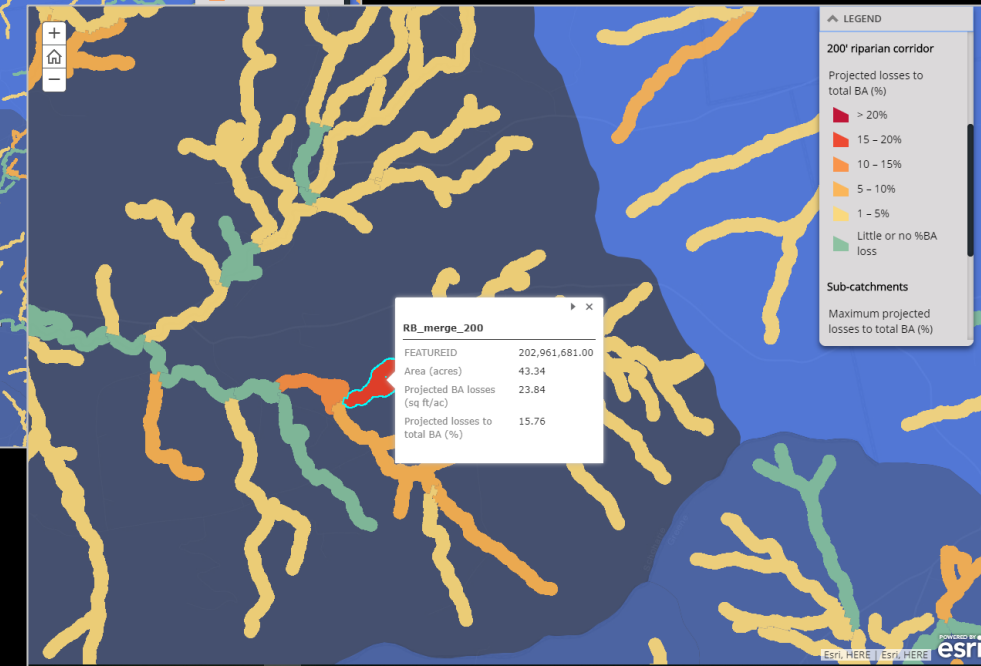 +
−
LEGEND
200' riparian corridor
Projected losses to
total BA (%)
> 20%
15 – 20%
10 – 15%
5 – 10%
1 – 5%
Little or no %BA
loss
Sub-catchments
Maximum projected
losses to total BA (%)
RB_merge_200
FEATUREID 202,961,681.00
Area (acres) 43.34
Projected BA losses 23.84
(sq ft/ac)
Projected losses to 15.76
total BA (%)
POWERED BY
esri
Esri, HERE | Esri, HERE